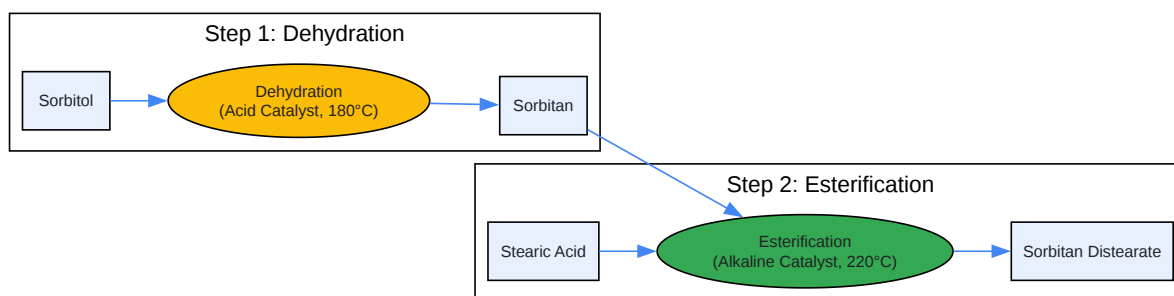 Step 1: Dehydration
Sorbitol
Dehydration
(Acid Catalyst, 180°C)
Sorbitan
Step 2: Esterification
Stearic Acid
Esterification
(Alkaline Catalyst, 220°C)
Sorbitan Distearate